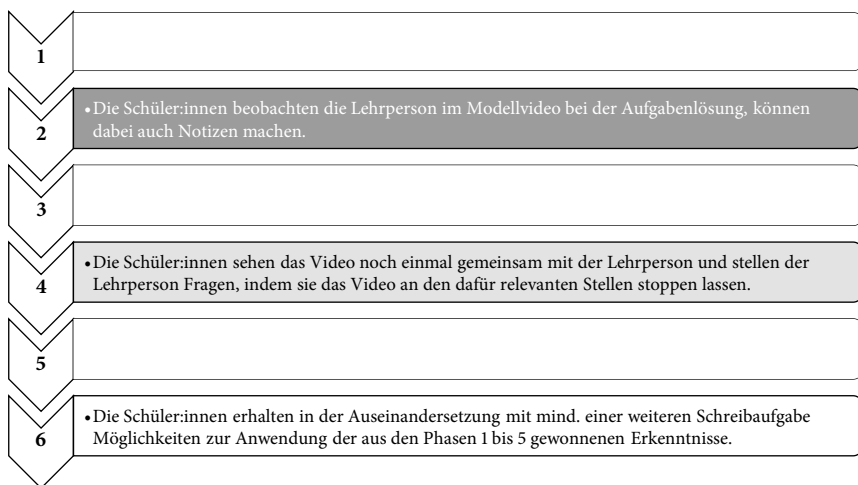 1
•Die Schüler:innen beobachten die Lehrperson im Modellvideo bei der Aufgabenlösung, können
dabei auch Notizen machen.
2
3
•Die Schüler:innen sehen das Video noch einmal gemeinsam mit der Lehrperson und stellen der
Lehrperson Fragen, indem sie das Video an den dafür relevanten Stellen stoppen lassen.
4
5
•Die Schüler:innen erhalten in der Auseinandersetzung mit mind. einer weiteren Schreibaufgabe
Möglichkeiten zur Anwendung der aus den Phasen 1 bis 5 gewonnenen Erkenntnisse.
6